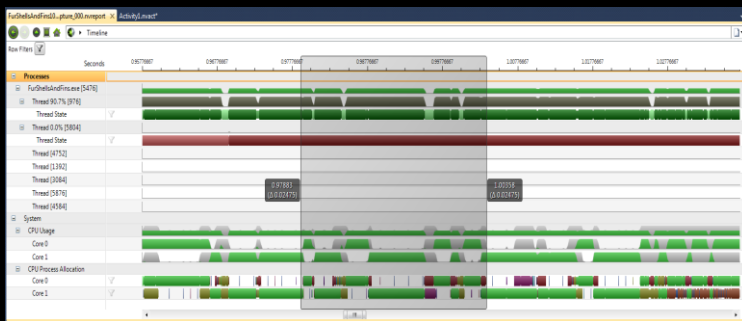 FurShellsAndFins10...pture_000.nvreport X Activity1.nvact*
Timeline
Row Filters
Seconds
Processes
FurShellsAndFins.exe [5476]
Thread 90.7% [976]
Thread State
Thread 0.0% [5804]
Thread State
Thread [4752]
Thread [1392]
Thread [3084]
Thread [5876]
Thread [4584]
0.97883
(Δ 0.02475)
1.00358
(Δ 0.02475)
System
CPU Usage
Core 0
Core 1
CPU Process Allocation
Core 0
Core 1